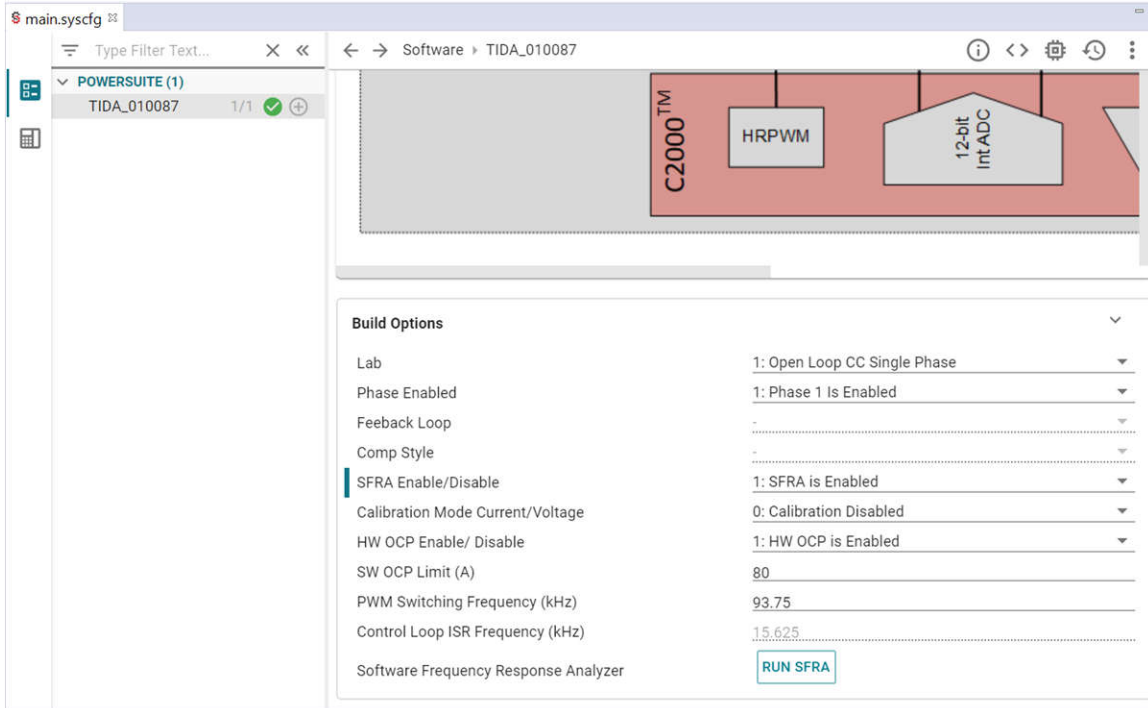 main.syscfg
Type Filter Text...
Software ▸ TIDA_010087
POWERSUITE (1)
TIDA_010087 1/1
C2000™
HRPWM
12-bit
Int ADC
Build Options
Lab 1: Open Loop CC Single Phase
Phase Enabled 1: Phase 1 Is Enabled
Feeback Loop -
Comp Style -
SFRA Enable/Disable 1: SFRA is Enabled
Calibration Mode Current/Voltage 0: Calibration Disabled
HW OCP Enable/ Disable 1: HW OCP is Enabled
SW OCP Limit (A) 80
PWM Switching Frequency (kHz) 93.75
Control Loop ISR Frequency (kHz) 15.625
Software Frequency Response Analyzer RUN SFRA